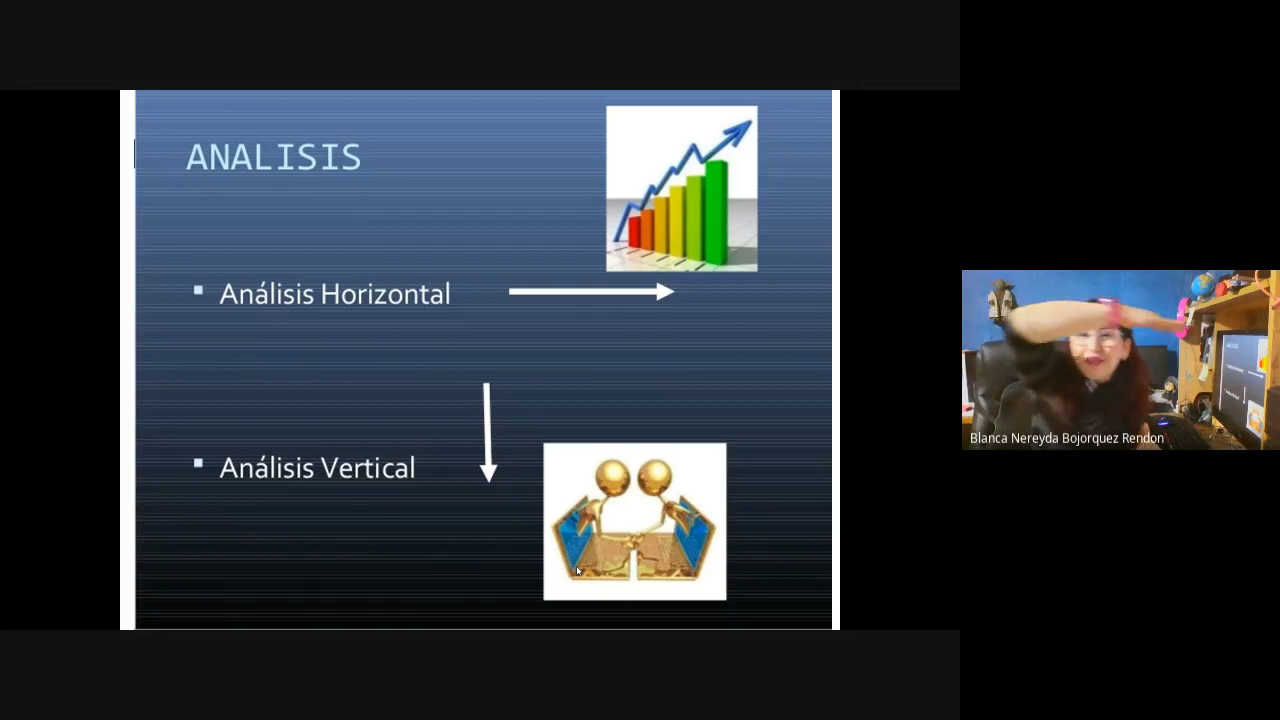 ANALISIS
Análisis Horizontal
Análisis Vertical
Blanca Nereyda Bojorquez Rendon